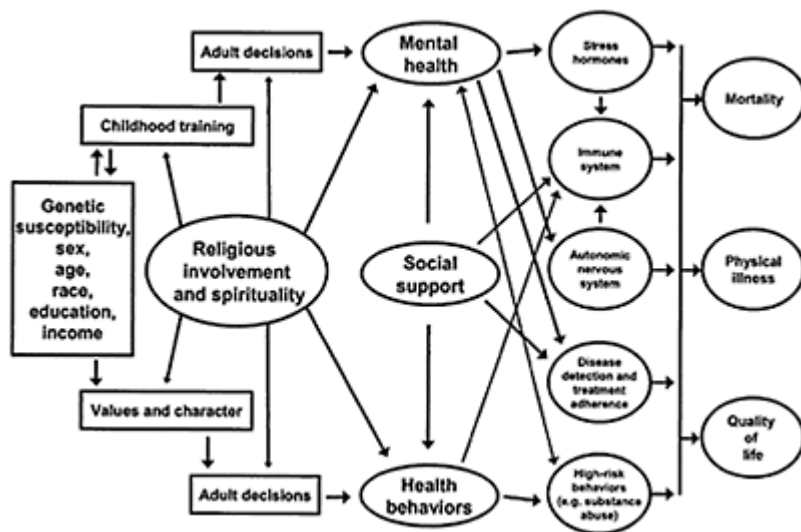 Adult decisions
Mental
health
Stress
hormones
Mortality
Childhood training
Immune
system
Genetic
susceptibility,
sex,
age,
race,
education,
income
Religious
involvement
and spirituality
Social
support
Autonomic
nervous
system
Physical
illness
Disease
detection and
treatment
adherence
Values and character
Quality
of
life
Adult decisions
Health
behaviors
High-risk
behaviors
(e.g. substance
abuse)